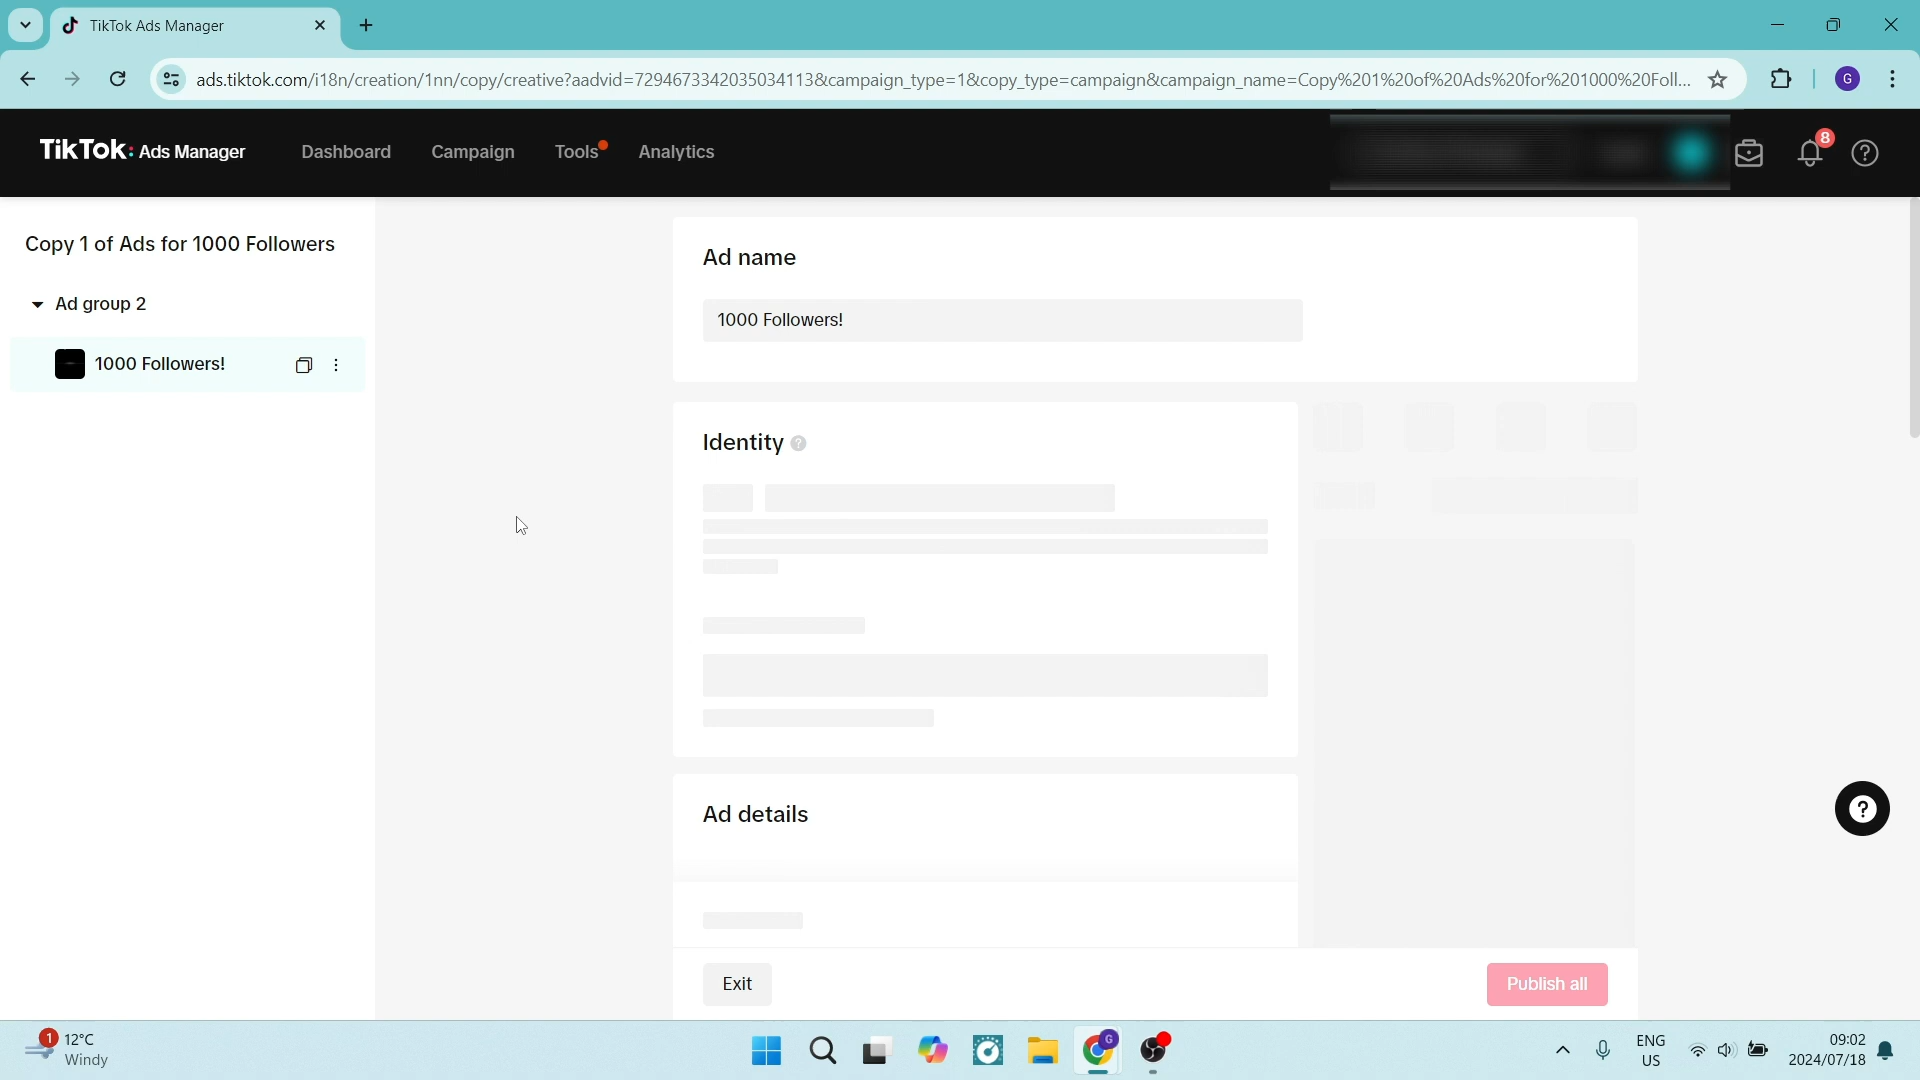 TikTok Ads Manager
ads.tiktok.com/i18n/creation/1nn/copy/creative?aadvid=7294673342035034113&campaign_type=1&copy_type=campaign&campaign_name=Copy%201%20of%20Ads%20for%201000%20Foll...
G
TikTok: Ads Manager
Dashboard
Campaign
Tools
Analytics
8
Copy 1 of Ads for 1000 Followers
Ad group 2
1000 Followers!
Ad name
1000 Followers!
Identity
Ad details
Exit
Publish all
1
12°C
Windy
G
ENG
US
09:02
2024/07/18